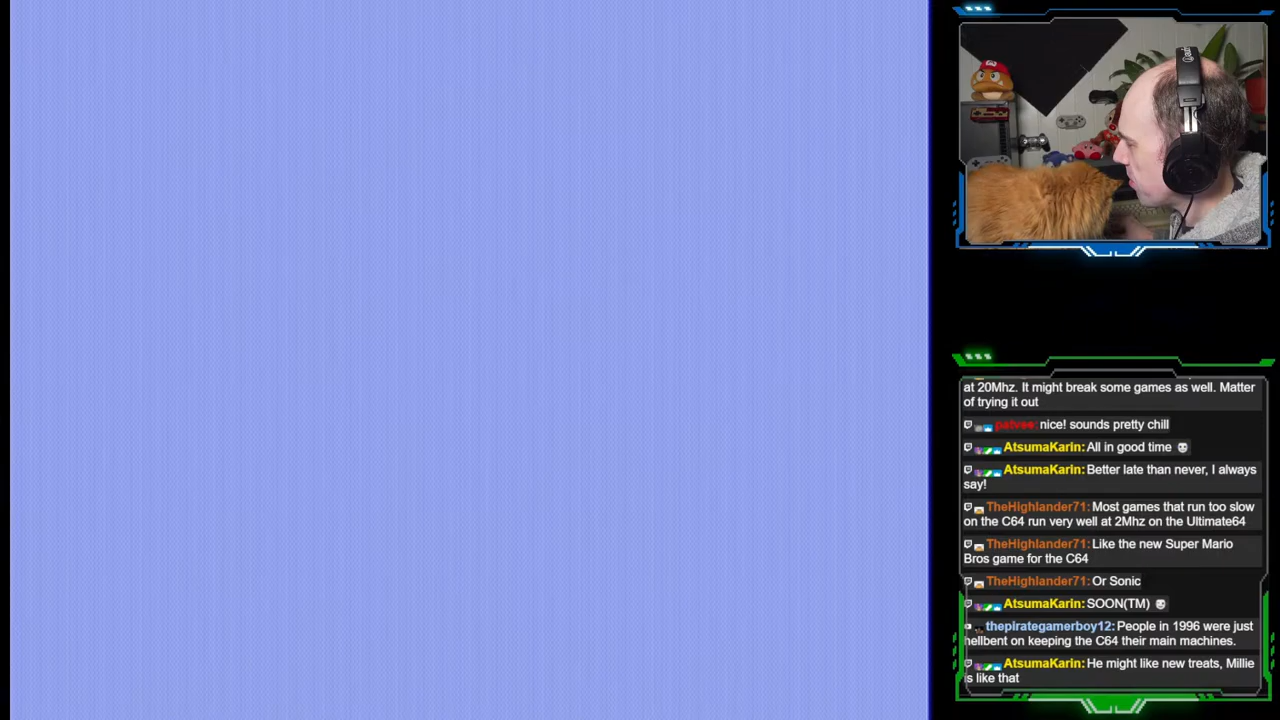 at 20Mhz. It might break some games as well. Matter
of trying it out
patvee: nice! sounds pretty chill
AtsumaKarin: All in good time
AtsumaKarin: Better late than never, I always
say!
TheHighlander71: Most games that run too slow
on the C64 run very well at 2Mhz on the Ultimate64
TheHighlander71: Like the new Super Mario
Bros game for the C64
TheHighlander71: Or Sonic
AtsumaKarin: SOON(TM)
thepirategamerboy12: People in 1996 were just
hellbent on keeping the C64 their main machines.
AtsumaKarin: He might like new treats, Millie
is like that